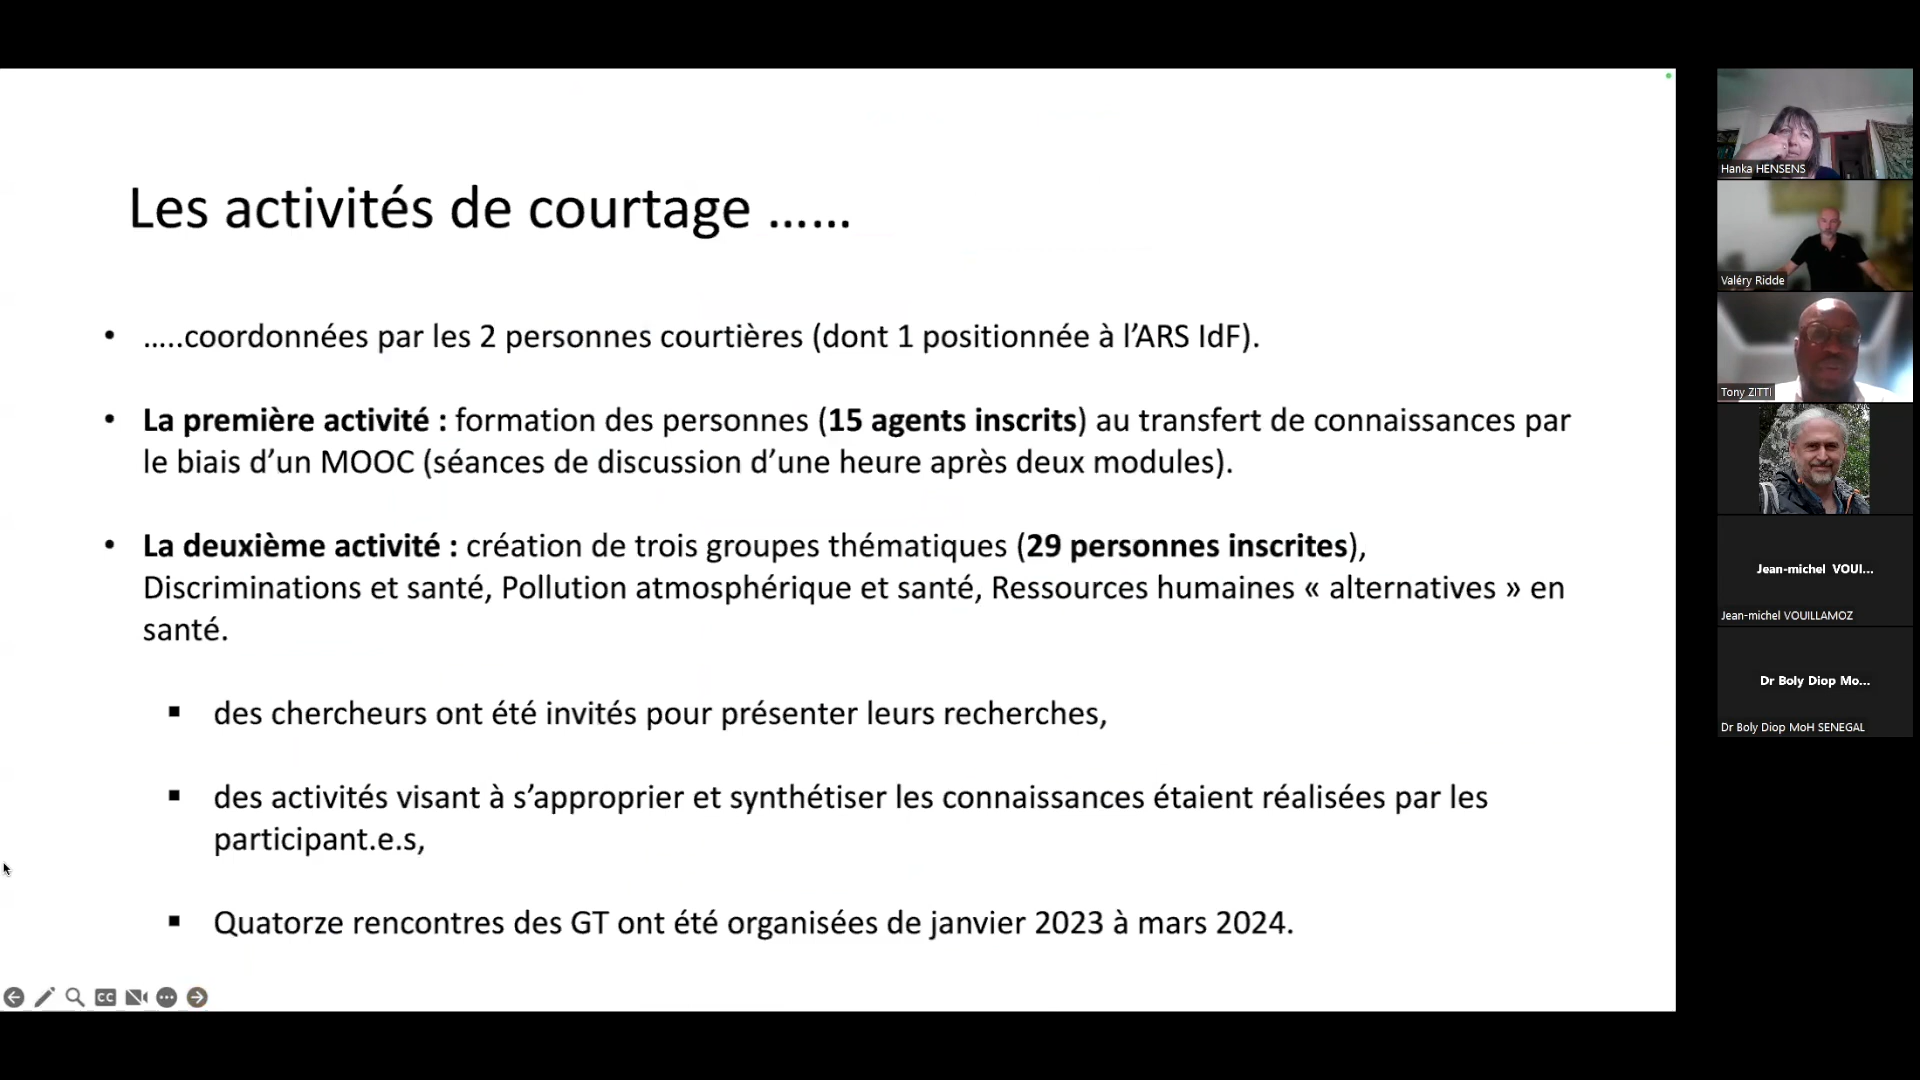 Les activités de courtage ……
• …..coordonnées par les 2 personnes courtières (dont 1 positionnée à l’ARS IdF).
• La première activité : formation des personnes (15 agents inscrits) au transfert de connaissances par
le biais d’un MOOC (séances de discussion d’une heure après deux modules).
• La deuxième activité : création de trois groupes thématiques (29 personnes inscrites),
Discriminations et santé, Pollution atmosphérique et santé, Ressources humaines « alternatives » en
santé.
▪ des chercheurs ont été invités pour présenter leurs recherches,
▪ des activités visant à s’approprier et synthétiser les connaissances étaient réalisées par les
participant.e.s,
▪ Quatorze rencontres des GT ont été organisées de janvier 2023 à mars 2024.
CC
Hanka HENSENS
Valéry Ridde
Tony ZITTI
Jean-michel VOUI...
Jean-michel VOUILLAMOZ
Dr Boly Diop Mo...
Dr Boly Diop MoH SENEGAL